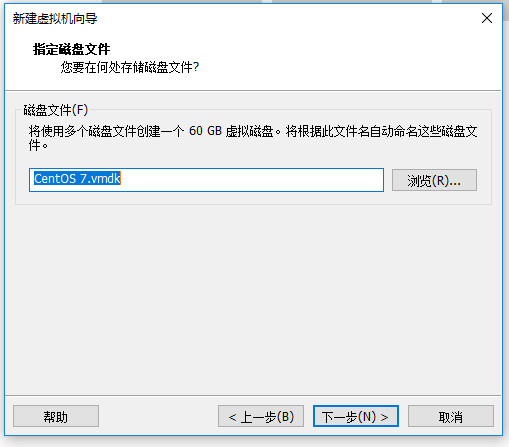 新建虚拟机向导
指定磁盘文件
您要在何处存储磁盘文件?
磁盘文件(F)
将使用多个磁盘文件创建一个 60 GB 虚拟磁盘。将根据此文件名自动命名这些磁盘文
件。
CentOS 7.vmdk
浏览(R)...
帮助
< 上一步(B)
下一步(N) >
取消